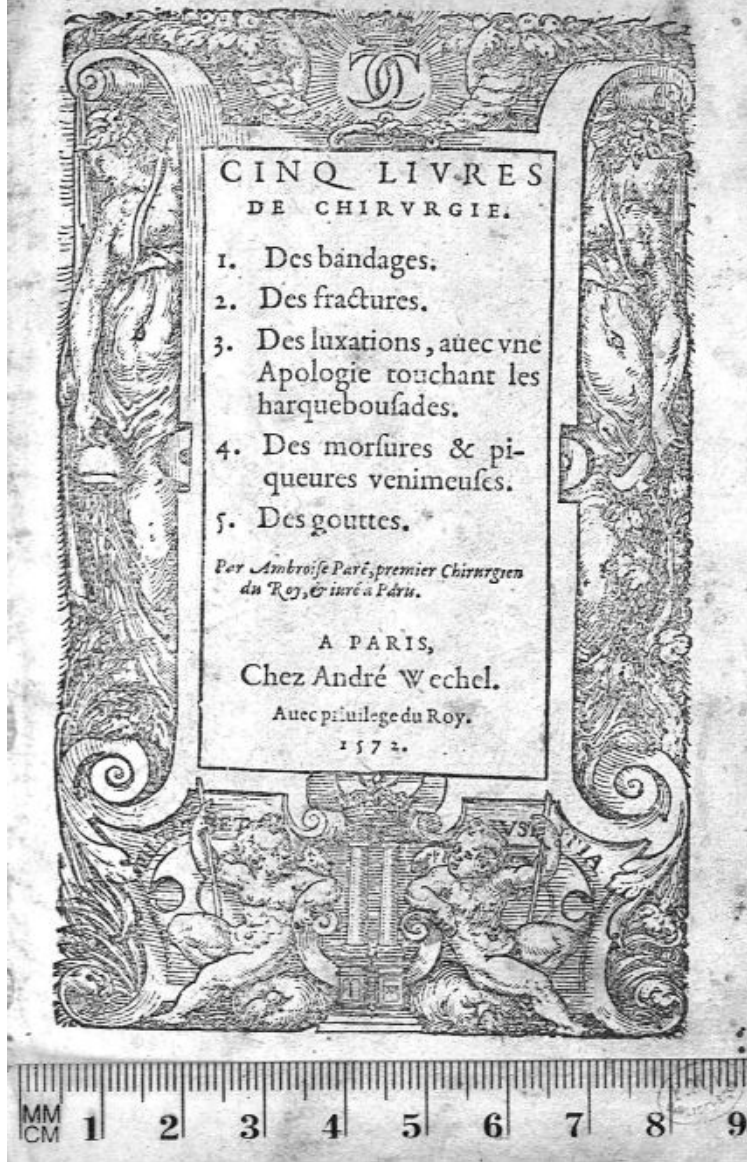 CINQ LIVRES
DE CHIRVRGIE.
1. Des bandages.
2. Des fractures.
3. Des luxations, auec vne
Apologie touchant les
harquebouſades.
4. Des morſures & pi-
queures venimeuſes.
5. Des gouttes.
Par Ambroiſe Paré, premier Chirurgien
du Roy, & iuré a Paris.
A PARIS,
Chez André Wechel.
Auec priuilege du Roy.
1572.
MM
CM 1 2 3 4 5 6 7 8 9